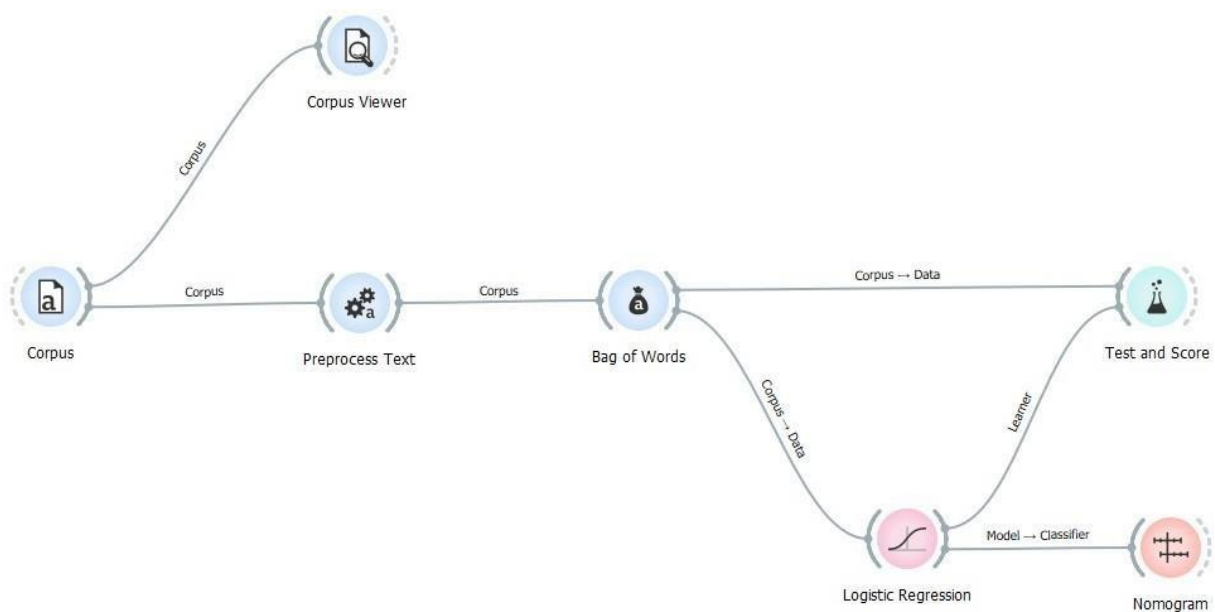 Corpus Viewer
Corpus
Corpus
Corpus
Corpus → Data
a
a
a
Corpus
Preprocess Text
Bag of Words
Test and Score
Corpus → Data
Learner
Model → Classifier
Logistic Regression
Nomogram